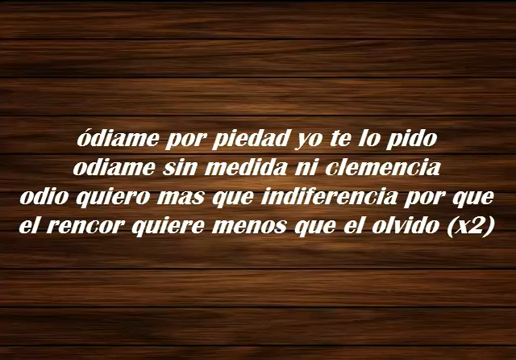 ódiame por piedad yo te lo pido
odiame sin medida ni clemencia
odio quiero mas que indiferencia por que
el rencor quiere menos que el olvido (x2)